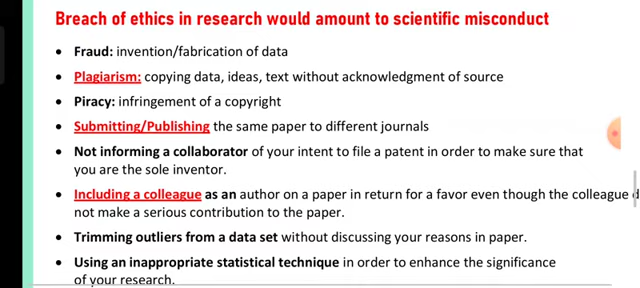 Breach of ethics in research would amount to scientific misconduct
• Fraud: invention/fabrication of data
• Plagiarism: copying data, ideas, text without acknowledgment of source
• Piracy: infringement of a copyright
• Submitting/Publishing the same paper to different journals
• Not informing a collaborator of your intent to file a patent in order to make sure that
you are the sole inventor.
• Including a colleague as an author on a paper in return for a favor even though the colleague
not make a serious contribution to the paper.
• Trimming outliers from a data set without discussing your reasons in paper.
• Using an inappropriate statistical technique in order to enhance the significance
of your research.